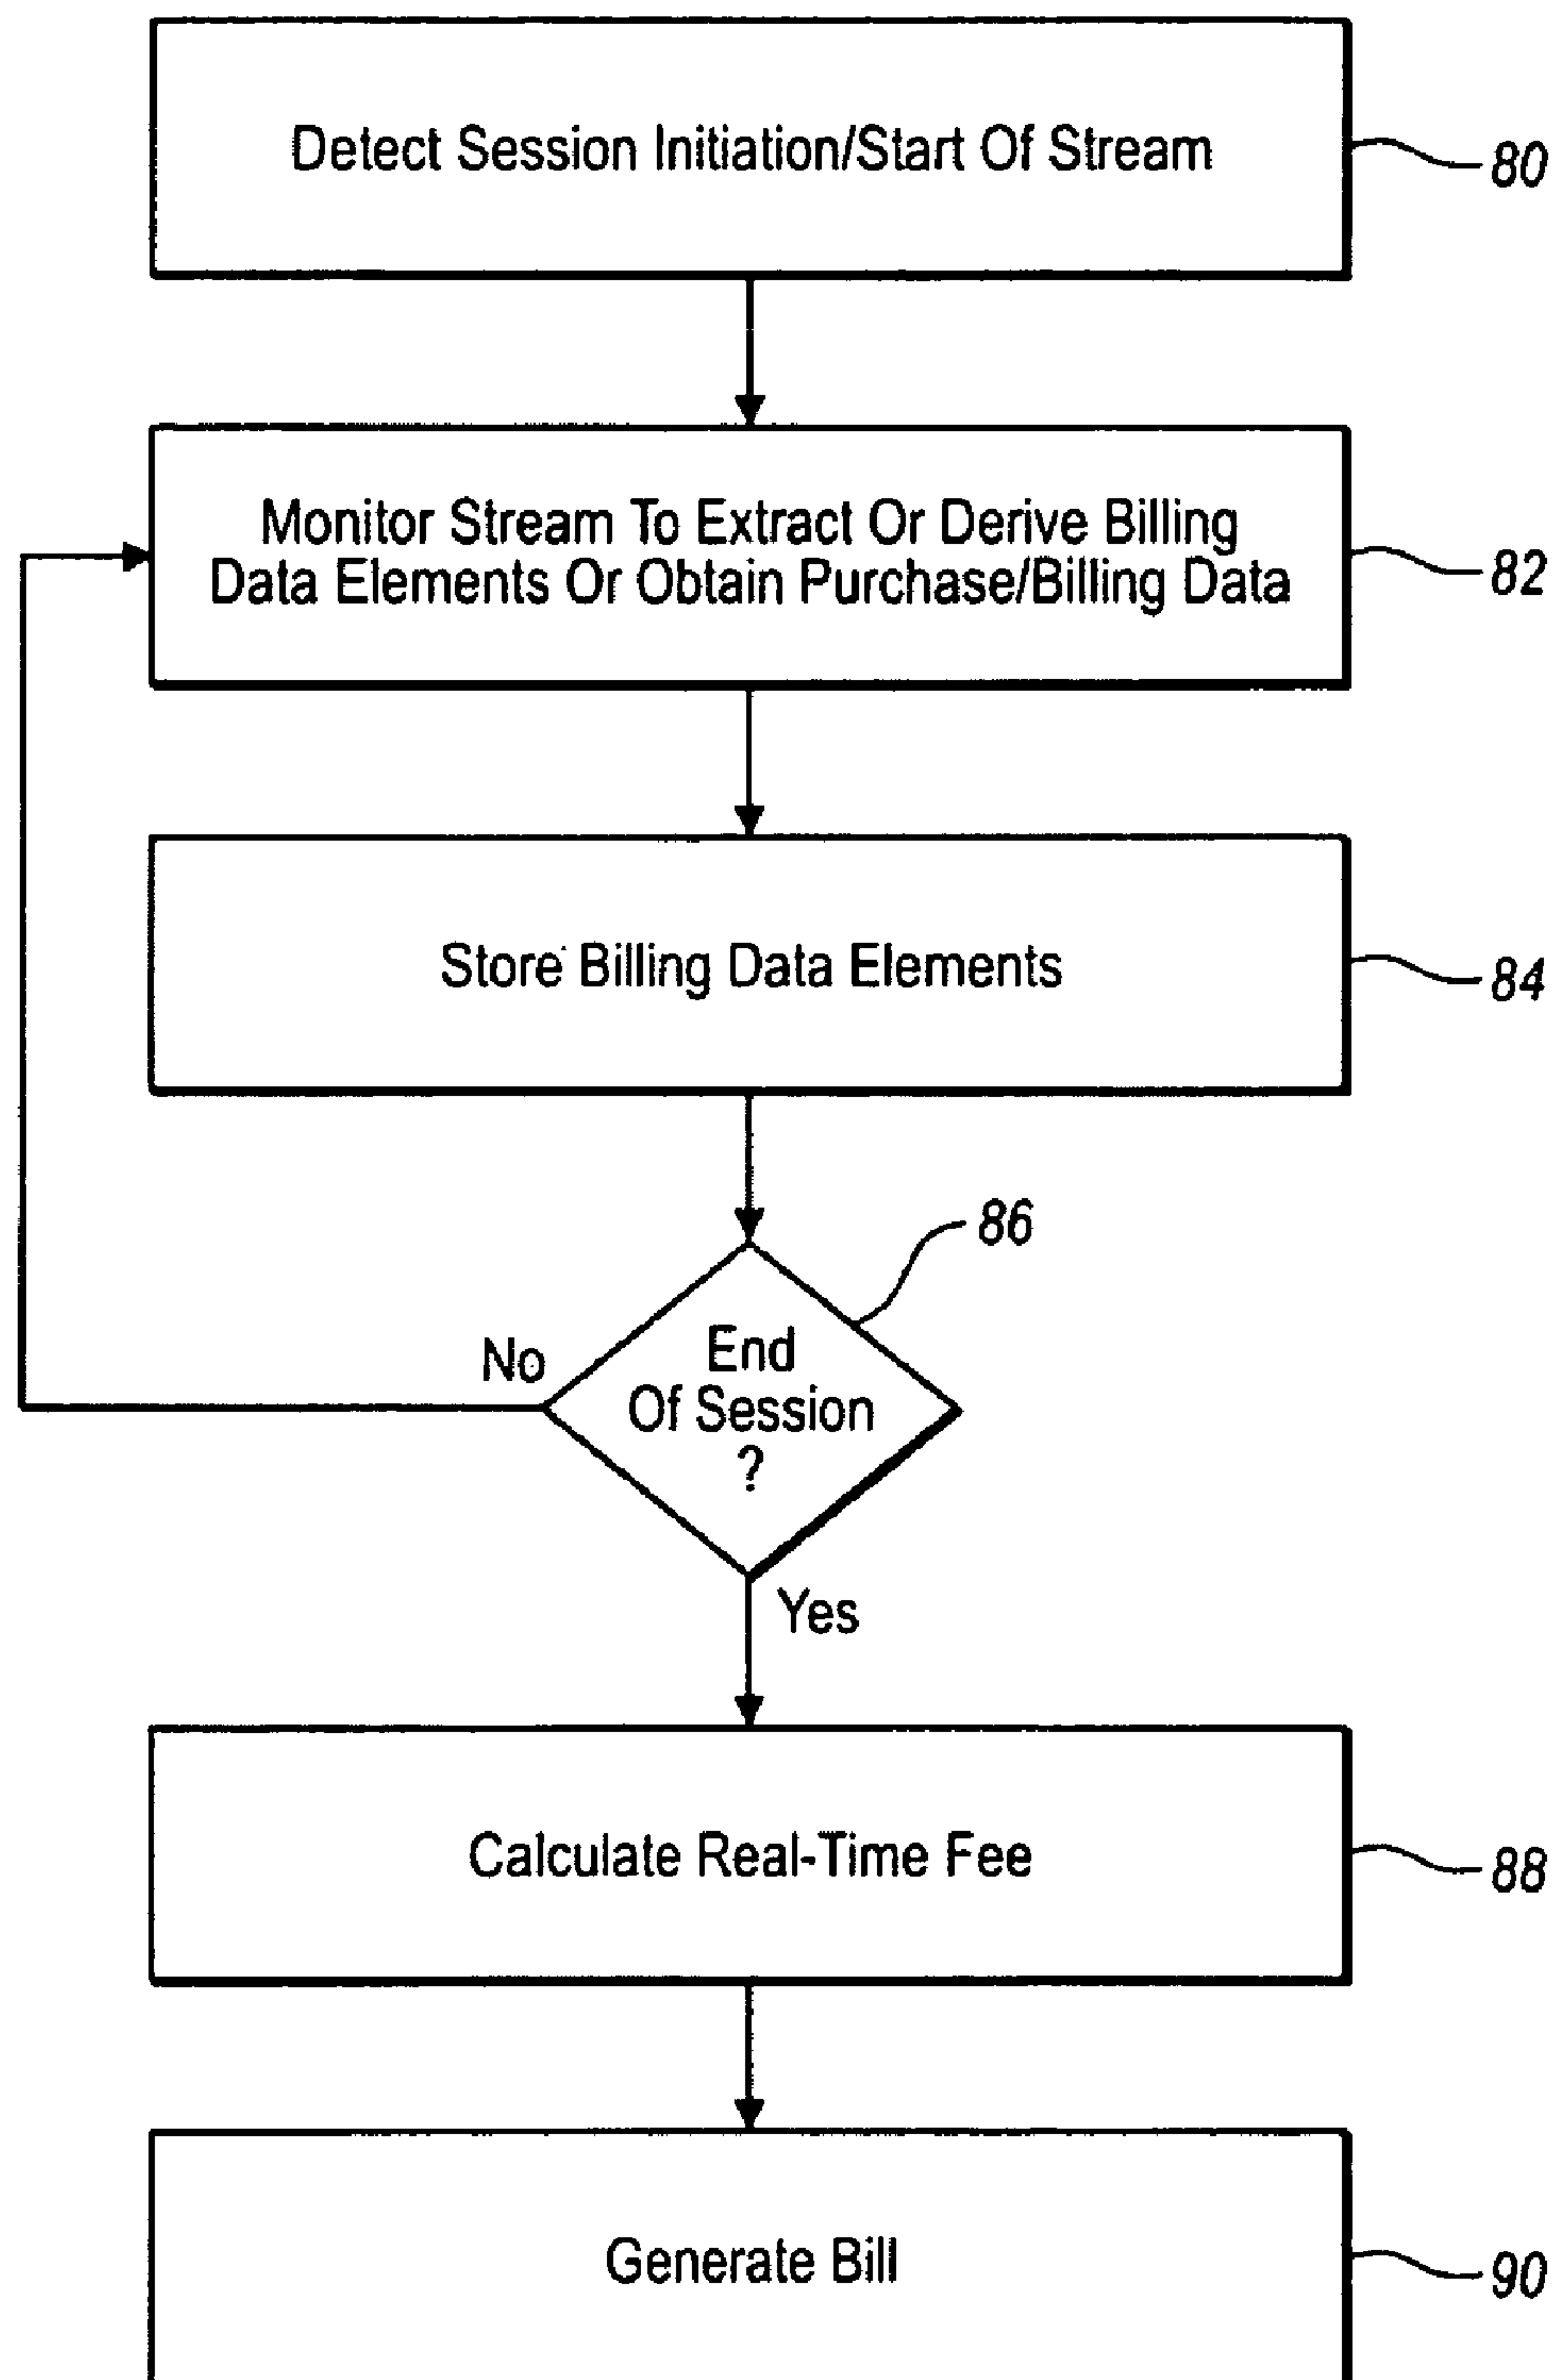 Detect Session Initiation/Start Of Stream
80
Monitor Stream To Extract Or Derive Billing
Data Elements Or Obtain Purchase/Billing Data
82
Store Billing Data Elements
84
86
End
Of Session
?
No
Yes
Calculate Real-Time Fee
88
Generate Bill
90